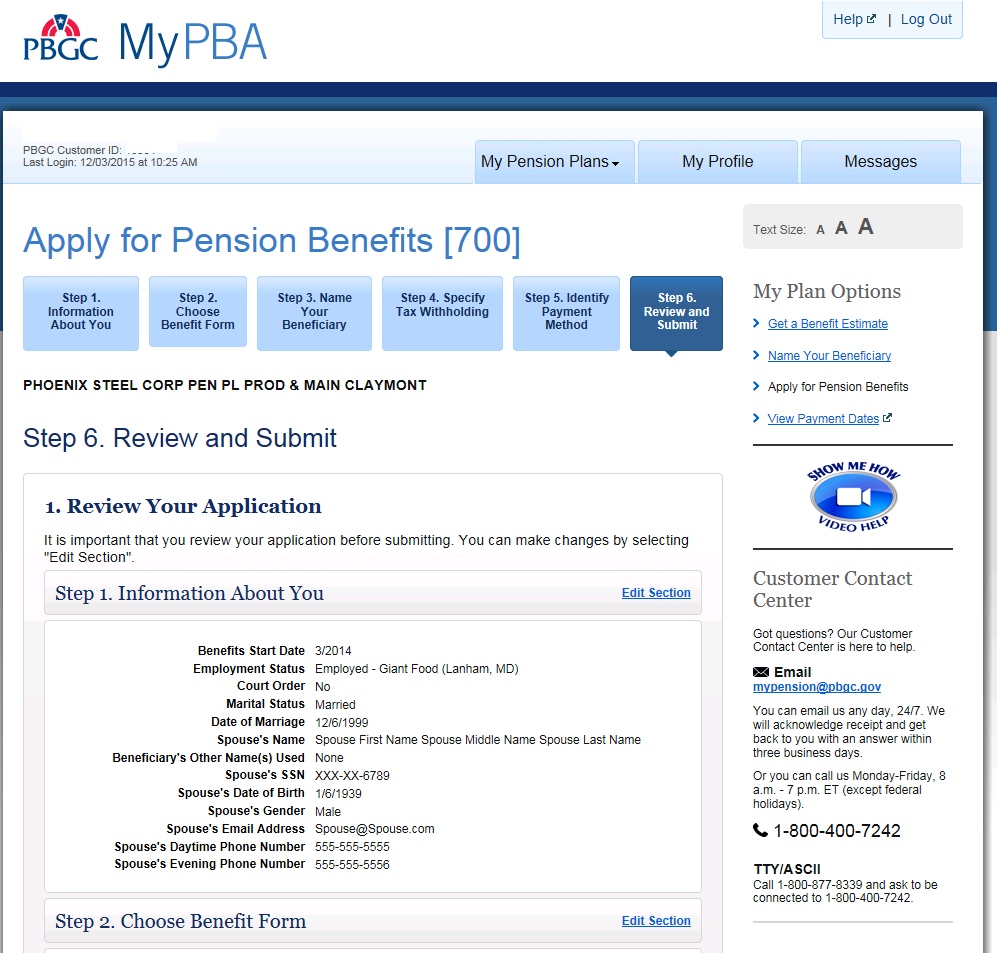 PBGC MyPBA
Help | Log Out
PBGC Customer ID:
Last Login: 12/03/2015 at 10:25 AM
My Pension Plans
My Profile
Messages
Apply for Pension Benefits [700]
Text Size: A A A
Step 1.
Information
About You
Step 2.
Choose
Benefit Form
Step 3. Name
Your
Beneficiary
Step 4. Specify
Tax Withholding
Step 5. Identify
Payment
Method
Step 6.
Review and
Submit
PHOENIX STEEL CORP PEN PL PROD & MAIN CLAYMONT
Step 6. Review and Submit
1. Review Your Application
It is important that you review your application before submitting. You can make changes by selecting
"Edit Section".
Step 1. Information About You
Edit Section
Benefits Start Date 3/2014
Employment Status Employed - Giant Food (Lanham, MD)
Court Order No
Marital Status Married
Date of Marriage 12/6/1999
Spouse's Name Spouse First Name Spouse Middle Name Spouse Last Name
Beneficiary's Other Name(s) Used None
Spouse's SSN XXX-XX-6789
Spouse's Date of Birth 1/6/1939
Spouse's Gender Male
Spouse's Email Address Spouse@Spouse.com
Spouse's Daytime Phone Number 555-555-5555
Spouse's Evening Phone Number 555-555-5556
Step 2. Choose Benefit Form
Edit Section
My Plan Options
Get a Benefit Estimate
Name Your Beneficiary
Apply for Pension Benefits
View Payment Dates
SHOW ME HOW
VIDEO HELP
Customer Contact
Center
Got questions? Our Customer
Contact Center is here to help.
Email
mypension@pbgc.gov
You can email us any day, 24/7. We
will acknowledge receipt and get
back to you with an answer within
three business days.
Or you can call us Monday-Friday, 8
a.m. - 7 p.m. ET (except federal
holidays).
1-800-400-7242
TTY/ASCII
Call 1-800-877-8339 and ask to be
connected to 1-800-400-7242.